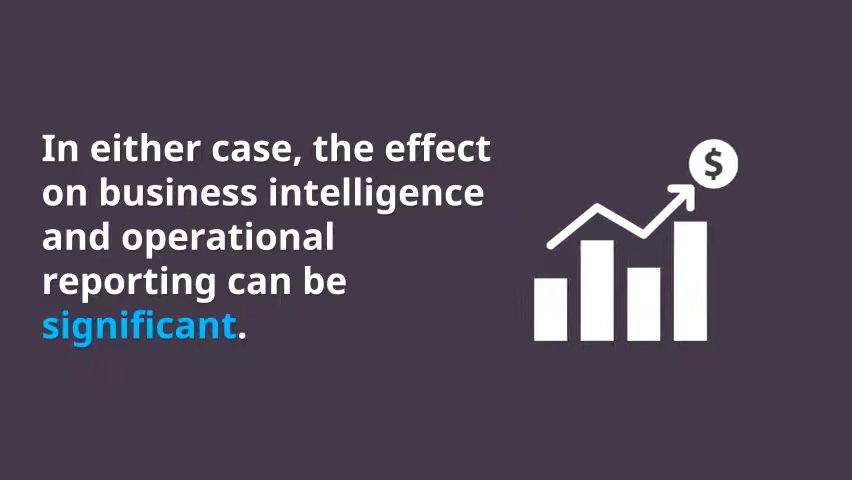 In either case, the effect
on business intelligence
and operational
reporting can be
significant.
$